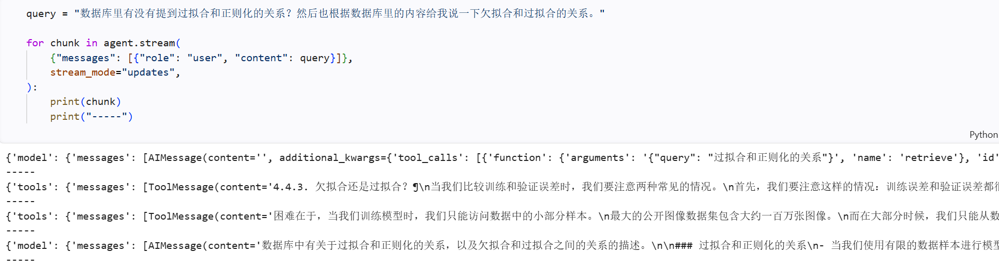 query = "数据库里有没有提到过拟合和正则化的关系？然后也根据数据库里的内容给我说一下欠拟合和过拟合的关系。"
for chunk in agent.stream(
    {"messages": [{"role": "user", "content": query}]},
    stream_mode="updates",
):
    print(chunk)
    print("-----")
Python
{'model': {'messages': [AIMessage(content='', additional_kwargs={'tool_calls': [{'function': {'arguments': '{"query": "过拟合和正则化的关系"}', 'name': 'retrieve'}, 'id'
-----
{'tools': {'messages': [ToolMessage(content='4.4.3. 欠拟合还是过拟合？¶\n当我们比较训练和验证误差时，我们要注意两种常见的情况。\n首先，我们要注意这样的情况：训练误差和验证误差都很
-----
{'tools': {'messages': [ToolMessage(content='困难在于，当我们训练模型时，我们只能访问数据中的小部分样本。\n最大的公开图像数据集包含大约一百万张图像。\n而在大部分时候，我们只能从数
-----
{'model': {'messages': [AIMessage(content='数据库中有关于过拟合和正则化的关系，以及欠拟合和过拟合之间的关系的描述。\n\n### 过拟合和正则化的关系\n- 当我们使用有限的数据样本进行模型
-----